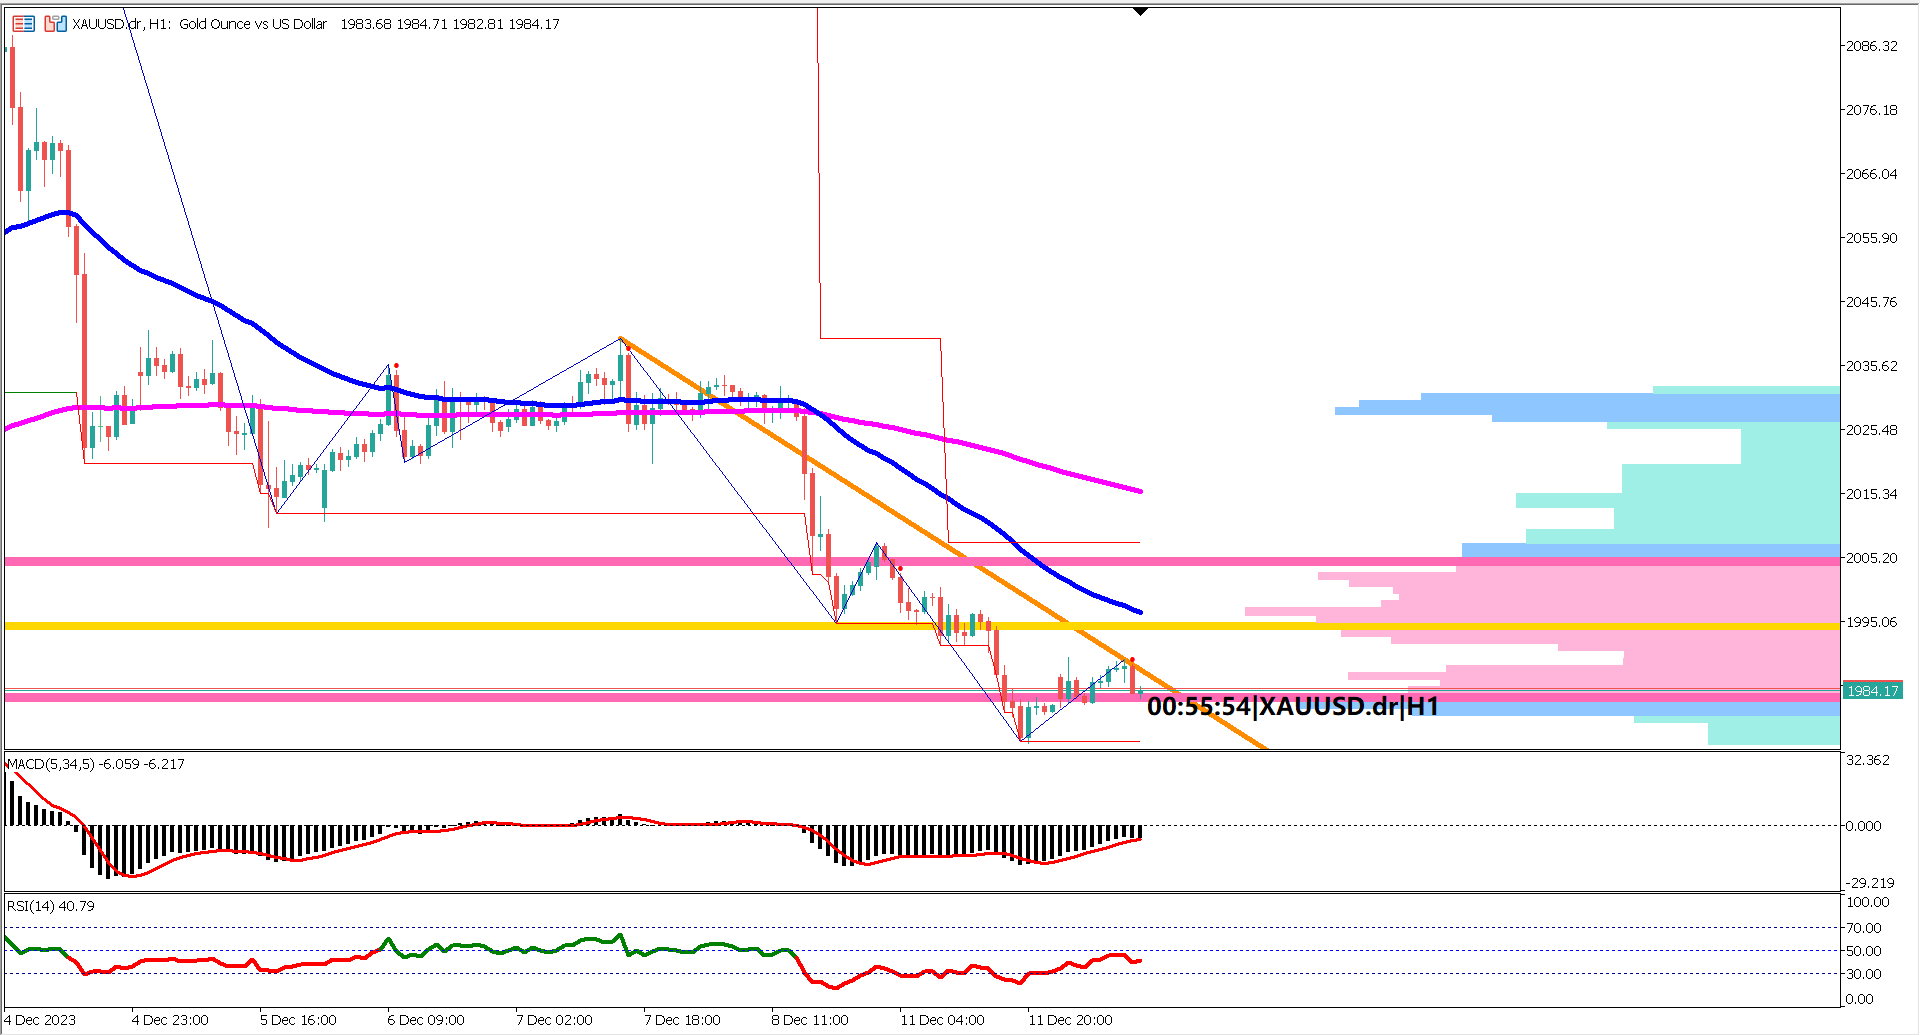 XAUUSD.dr, H1: Gold Ounce vs US Dollar 1983.68 1984.71 1982.81 1984.17
2086.32
2076.18
2066.04
2055.90
2045.76
2035.62
2025.48
2015.34
2005.20
1995.06
1984.17
00:55:54|XAUUSD.dr|H1
MACD(5,34,5) -6.059 -6.217
32.362
0.000
-29.219
RSI(14) 40.79
100.00
70.00
50.00
30.00
0.00
4 Dec 2023
4 Dec 23:00
5 Dec 16:00
6 Dec 09:00
7 Dec 02:00
7 Dec 18:00
8 Dec 11:00
11 Dec 04:00
11 Dec 20:00